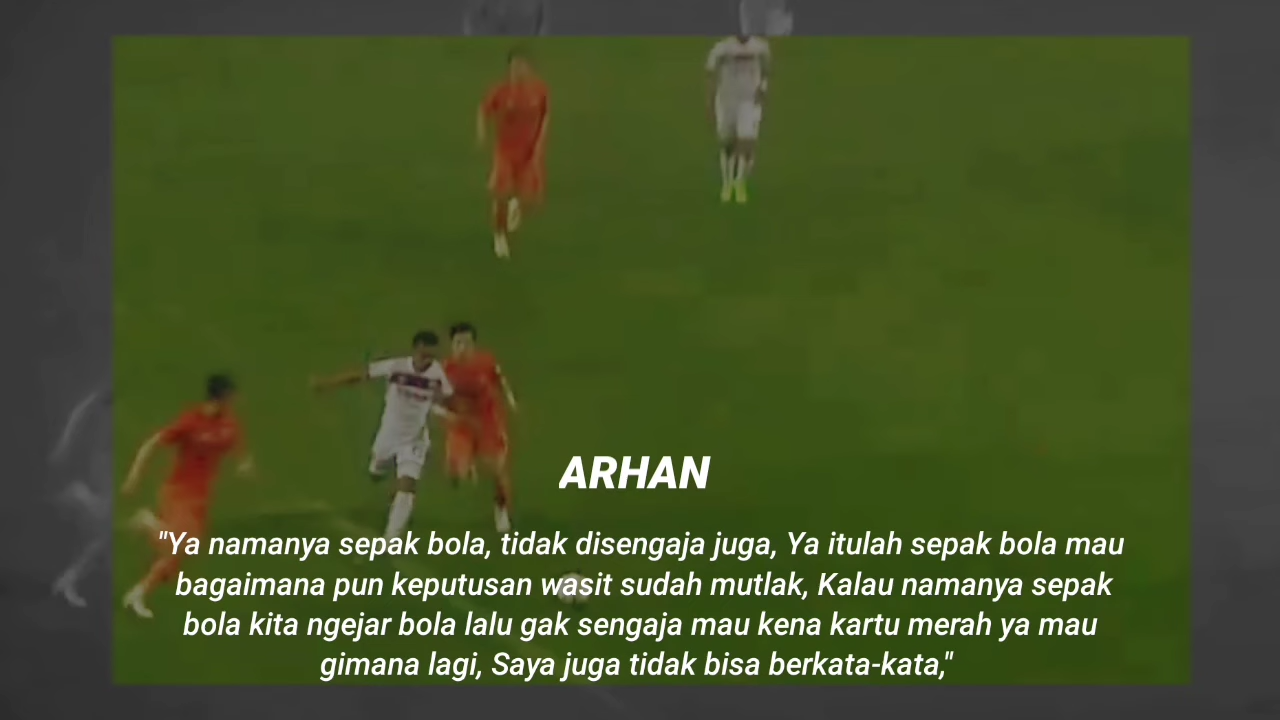 ARHAN
"Ya namanya sepak bola, tidak disengaja juga, Ya itulah sepak bola mau
bagaimana pun keputusan wasit sudah mutlak, Kalau namanya sepak
bola kita ngejar bola lalu gak sengaja mau kena kartu merah ya mau
gimana lagi, Saya juga tidak bisa berkata-kata,"